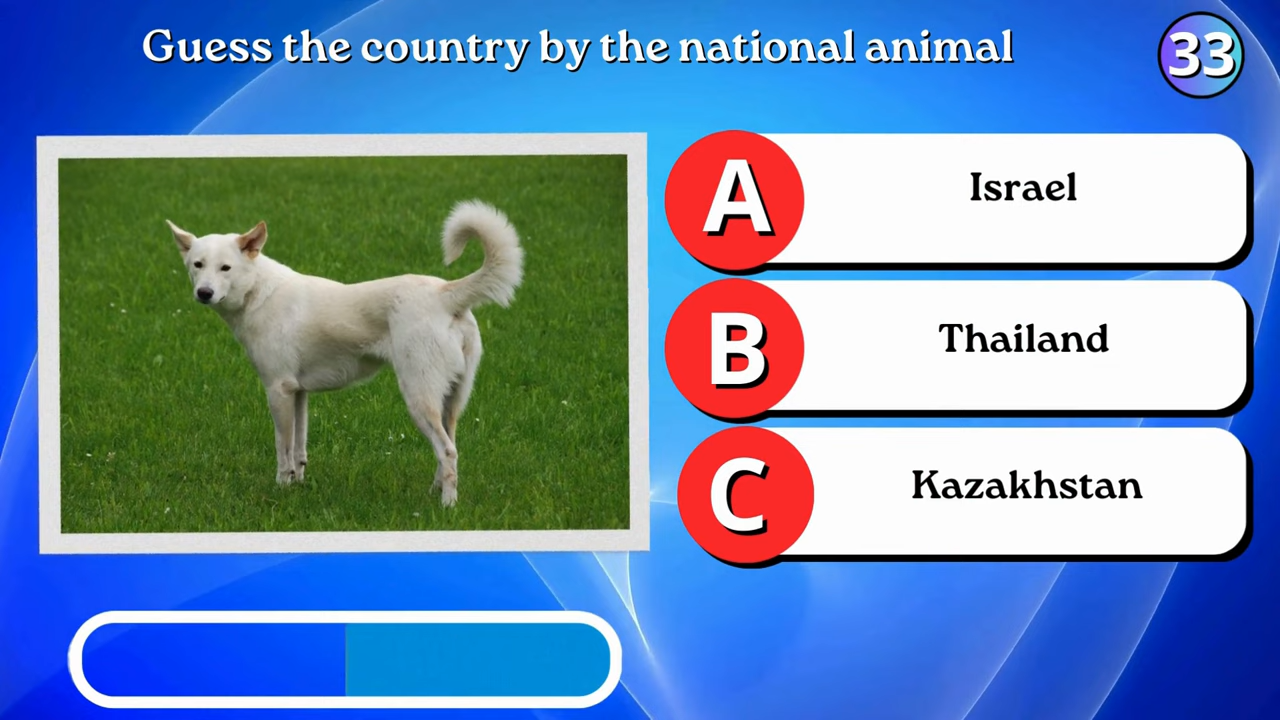 Guess the country by the national animal
33
A
Israel
B
Thailand
C
Kazakhstan